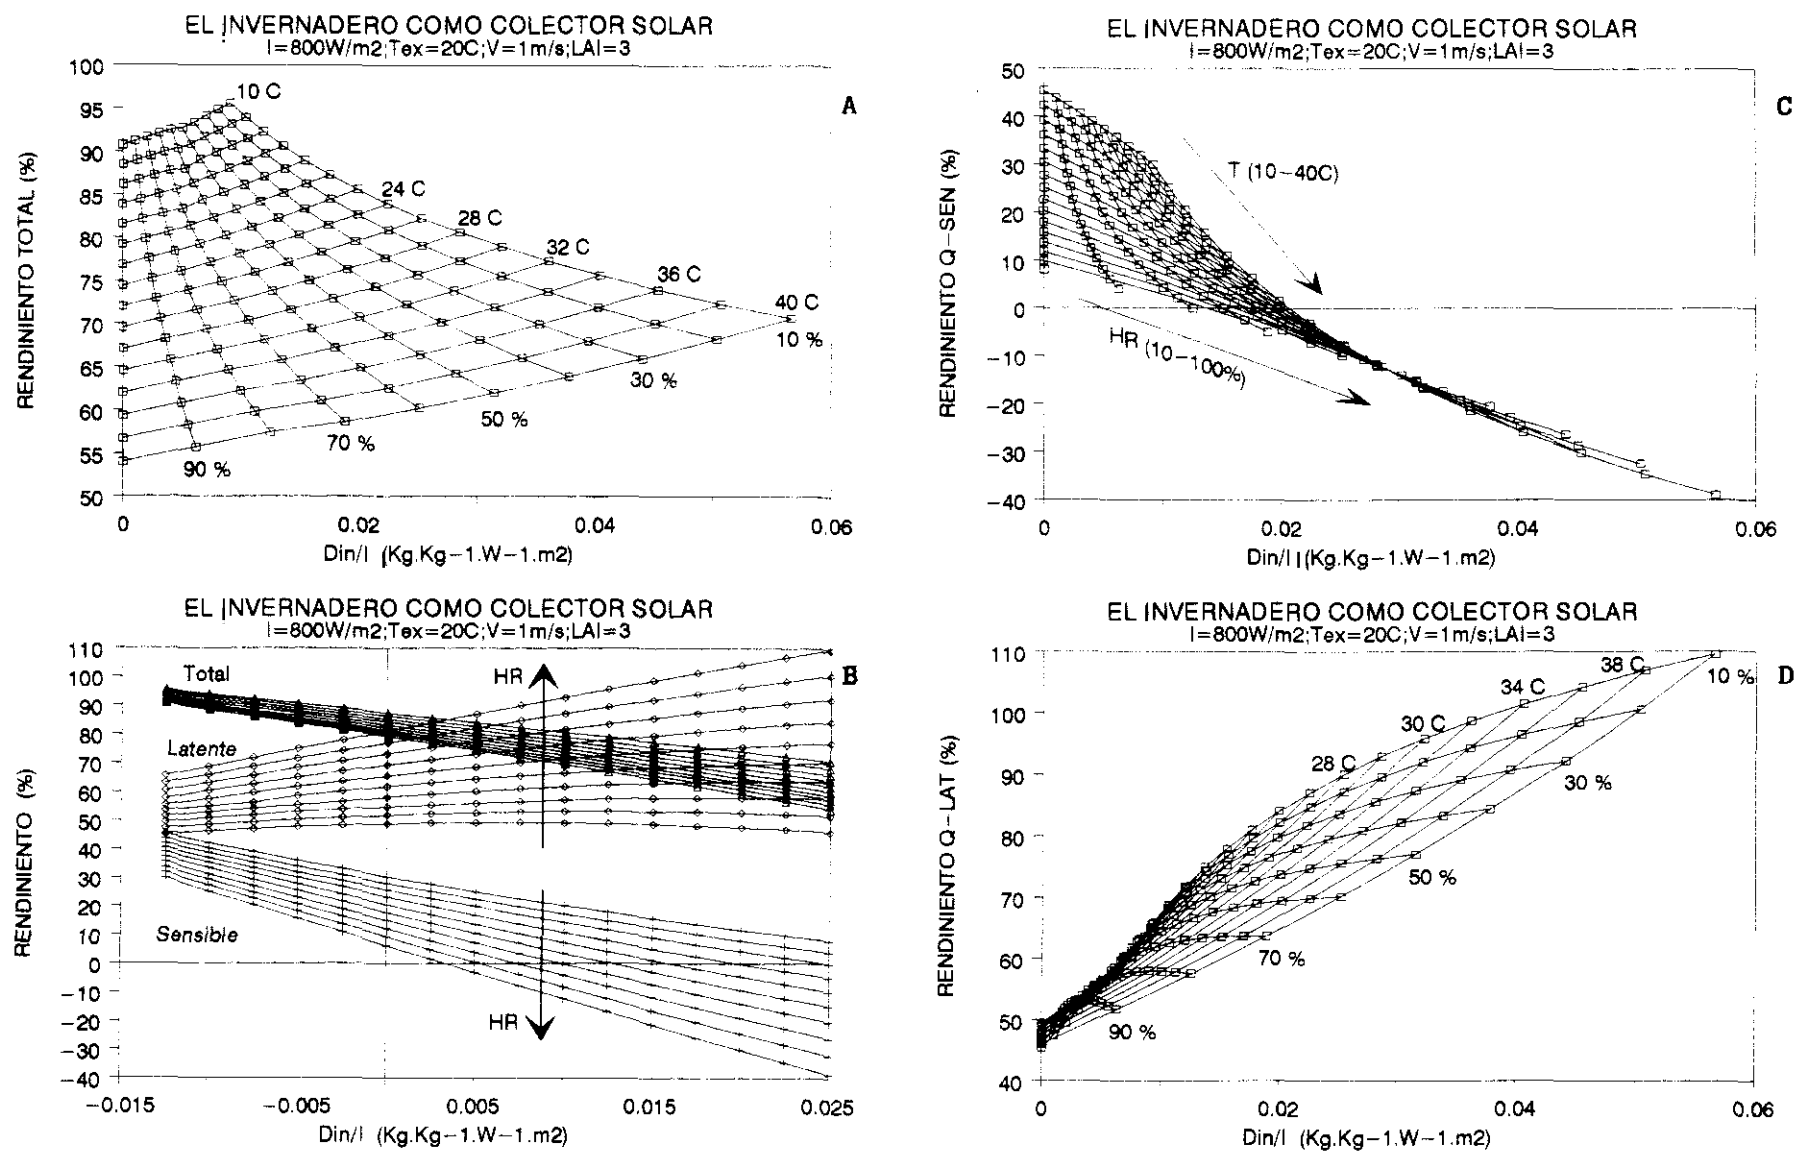 EL INVERNADERO COMO COLECTOR SOLAR
I=800W/m2;Tex=20C;V=1m/s;LAI=3
A
RENDINIENTO TOTAL (%)
100
95
90
85
80
75
70
65
60
55
50
10 C
24 C
28 C
32 C
36 C
40 C
10 %
30 %
50 %
70 %
90 %
0
0.02
0.04
0.06
Din/I (Kg.Kg-1.W-1.m2)
EL INVERNADERO COMO COLECTOR SOLAR
I=800W/m2;Tex=20C;V=1m/s;LAI=3
C
RENDINIENTO Q-SEN (%)
50
40
30
20
10
0
-10
-20
-30
-40
T (10-40C)
HR (10-100%)
0
0.02
0.04
0.06
Din/I (Kg.Kg-1.W-1.m2)
EL INVERNADERO COMO COLECTOR SOLAR
I=800W/m2;Tex=20C;V=1m/s;LAI=3
B
RENDINIENTO (%)
110
100
90
80
70
60
50
40
30
20
10
0
-10
-20
-30
-40
Total
HR
Latente
Sensible
HR
-0.015
-0.005
0.005
0.015
0.025
Din/I (Kg.Kg-1.W-1.m2)
EL INVERNADERO COMO COLECTOR SOLAR
I=800W/m2;Tex=20C;V=1m/s;LAI=3
D
RENDINIENTO Q-LAT (%)
110
100
90
80
70
60
50
40
38 C
34 C
30 C
28 C
10 %
30 %
50 %
70 %
90 %
0
0.02
0.04
0.06
Din/I (Kg.Kg-1.W-1.m2)